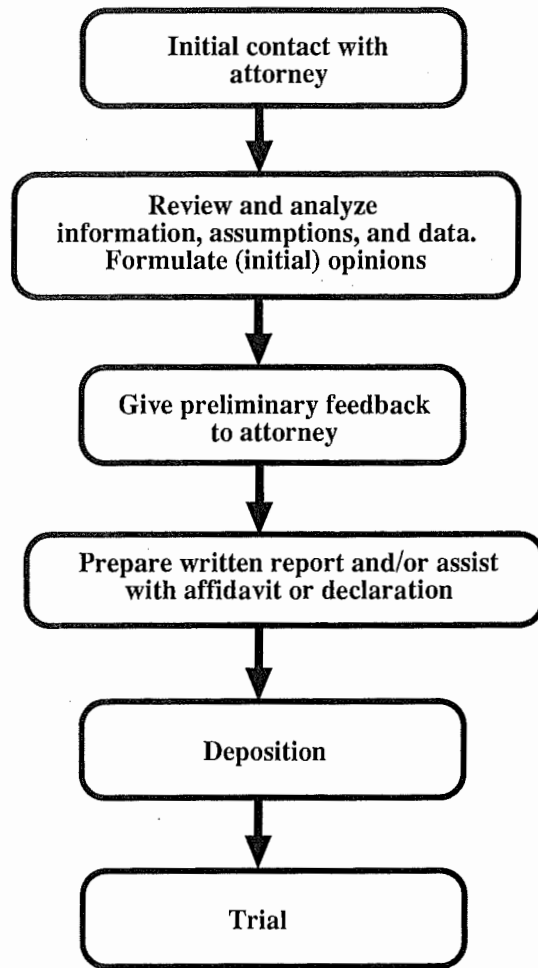 Initial contact with
attorney
Review and analyze
information, assumptions, and data.
Formulate (initial) opinions
Give preliminary feedback
to attorney
Prepare written report and/or assist
with affidavit or declaration
Deposition
Trial